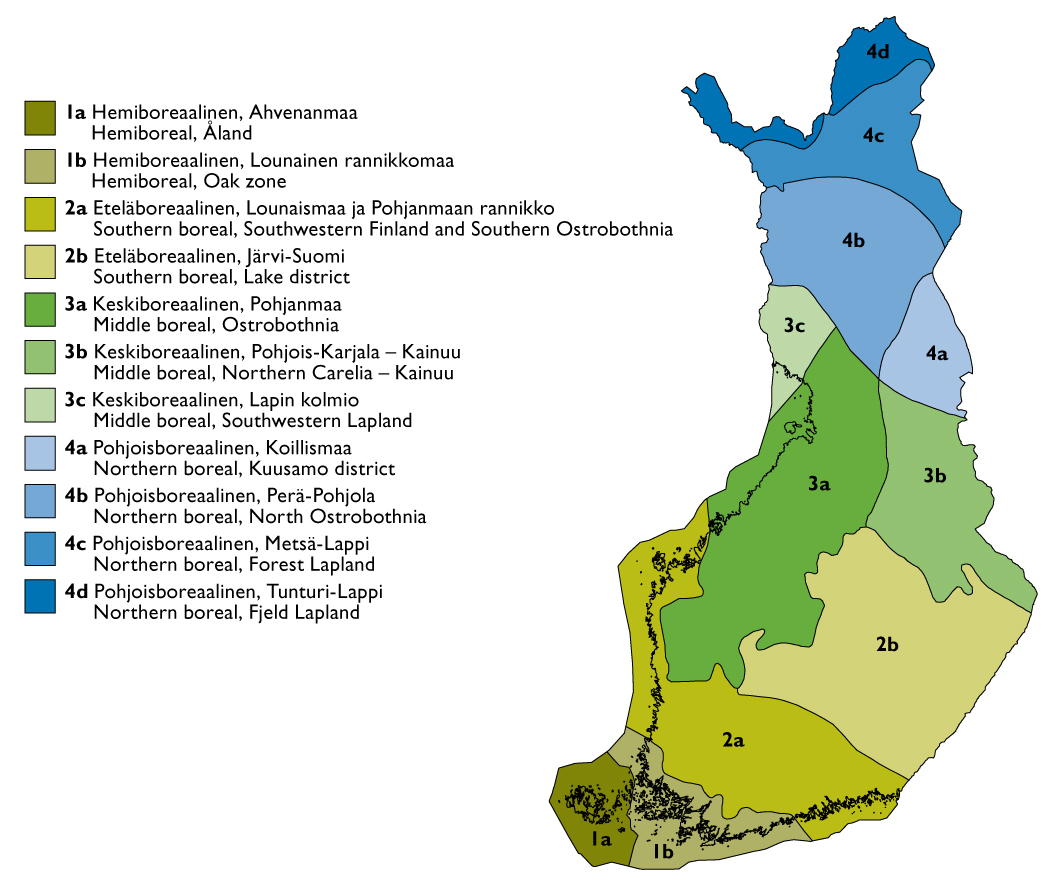 1a Hemiboreaalinen, Ahvenanmaa
Hemiboreal, Åland
1b Hemiboreaalinen, Lounainen rannikkomaa
Hemiboreal, Oak zone
2a Eteläboreaalinen, Lounaismaa ja Pohjanmaan rannikko
Southern boreal, Southwestern Finland and Southern Ostrobothnia
2b Eteläboreaalinen, Järvi-Suomi
Southern boreal, Lake district
3a Keskiboreaalinen, Pohjanmaa
Middle boreal, Ostrobothnia
3b Keskiboreaalinen, Pohjois-Karjala – Kainuu
Middle boreal, Northern Carelia – Kainuu
3c Keskiboreaalinen, Lapin kolmio
Middle boreal, Southwestern Lapland
4a Pohjoisboreaalinen, Koillismaa
Northern boreal, Kuusamo district
4b Pohjoisboreaalinen, Perä-Pohjola
Northern boreal, North Ostrobothnia
4c Pohjoisboreaalinen, Metsä-Lappi
Northern boreal, Forest Lapland
4d Pohjoisboreaalinen, Tunturi-Lappi
Northern boreal, Fjeld Lapland
4d
4c
4b
3c
4a
3a
3b
2b
2a
1a
1b